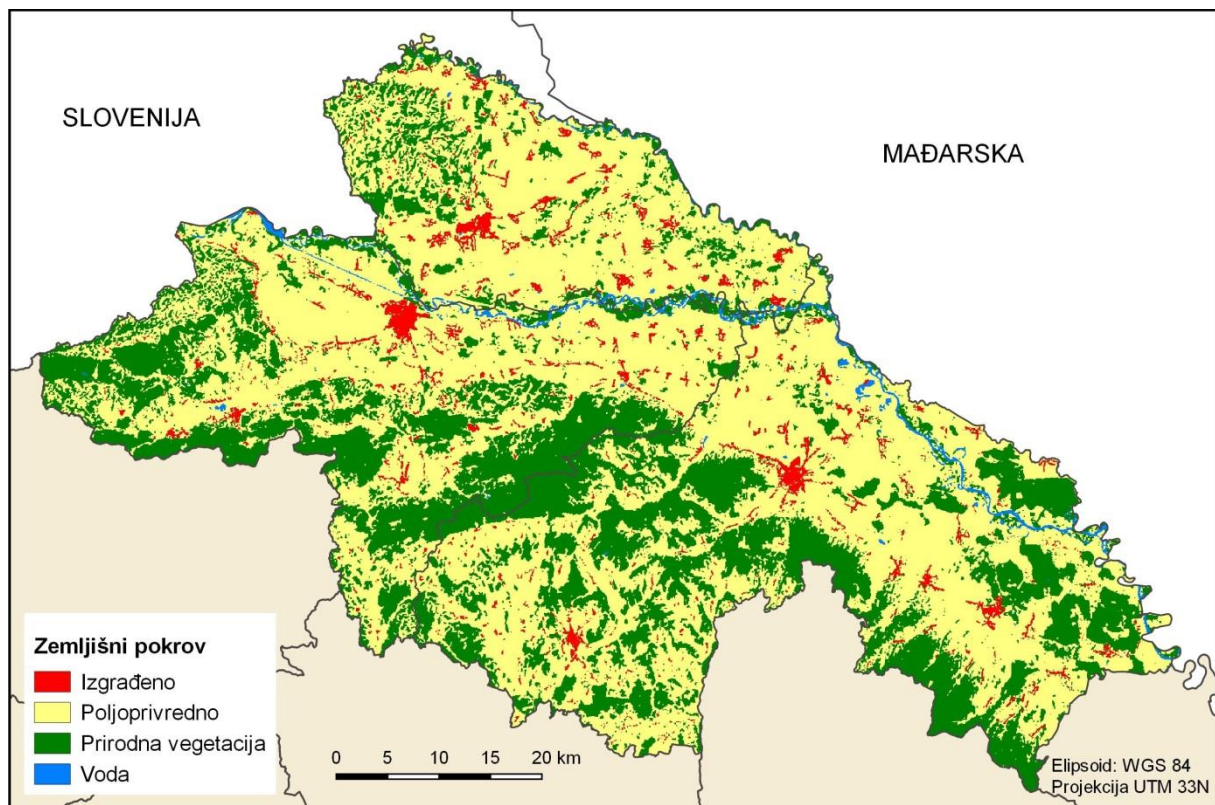 SLOVENIJA
MAĐARSKA
Zemljišni pokrov
Izgrađeno
Poljoprivredno
Prirodna vegetacija
Voda
0 5 10 15 20 km
Elipsoid: WGS 84
Projekcija UTM 33N